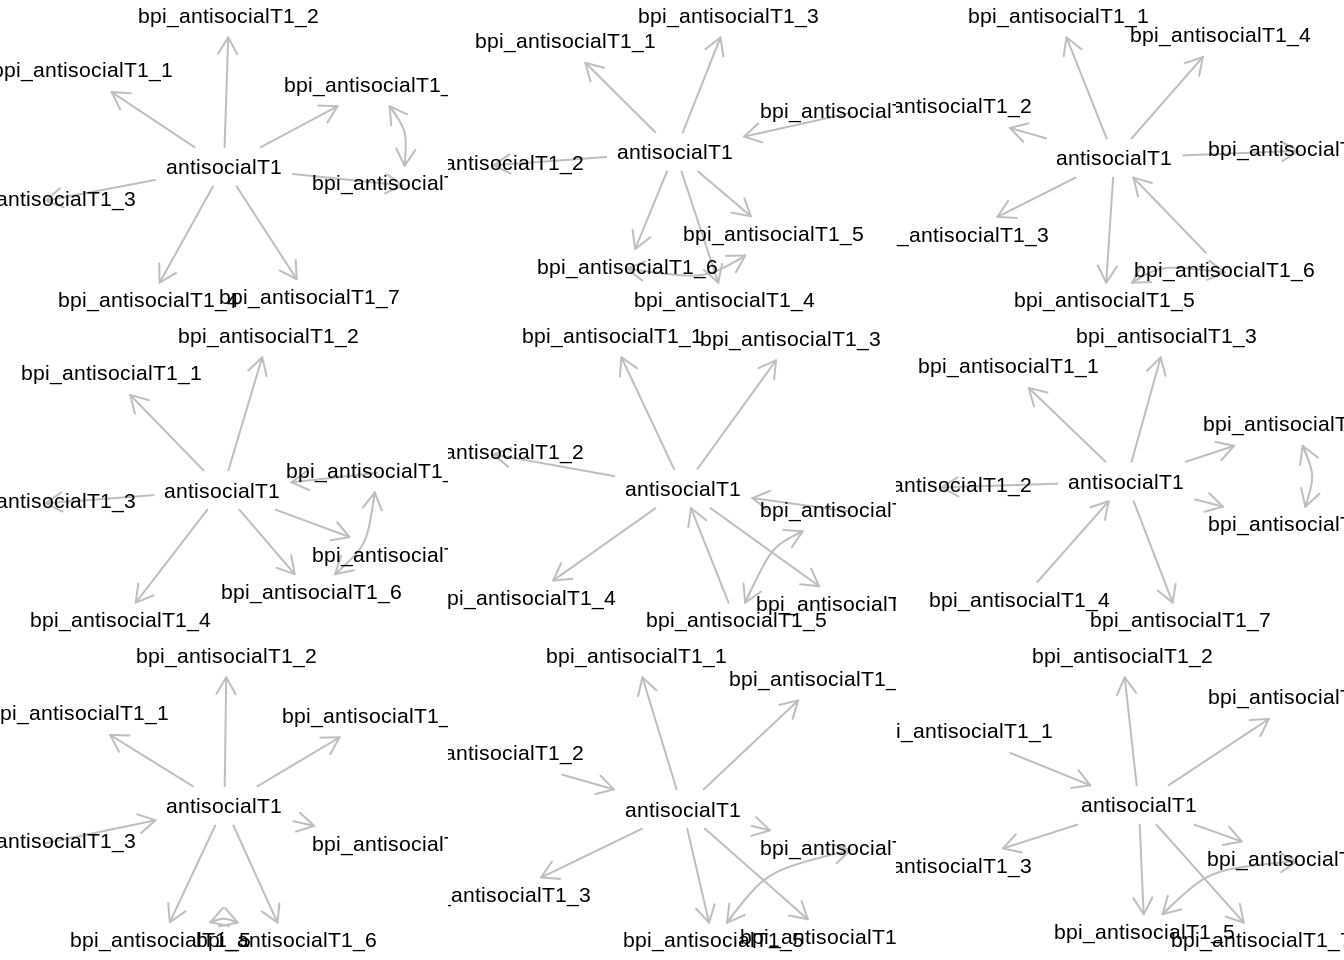 bpi_antisocialT1_2
bpi_antisocialT1_1
bpi_antisocialT1_
antisocialT1
bpi_antisocialT
antisocialT1_3
bpi_antisocialT1_4
bpi_antisocialT1_7
bpi_antisocialT1_3
bpi_antisocialT1_1
bpi_antisocialT
antisocialT1
antisocialT1_2
bpi_antisocialT1_5
bpi_antisocialT1_6
bpi_antisocialT1_4
bpi_antisocialT1_1
bpi_antisocialT1_4
antisocialT1_2
antisocialT1
bpi_antisocialT
_antisocialT1_3
bpi_antisocialT1_6
bpi_antisocialT1_5
bpi_antisocialT1_2
bpi_antisocialT1_1
bpi_antisocialT1_
antisocialT1
antisocialT1_3
bpi_antisocialT
bpi_antisocialT1_6
bpi_antisocialT1_4
bpi_antisocialT1_1
bpi_antisocialT1_3
antisocialT1_2
antisocialT1
bpi_antisocialT
pi_antisocialT1_4
bpi_antisocialT
bpi_antisocialT1_5
bpi_antisocialT1_3
bpi_antisocialT1_1
bpi_antisocialT
antisocialT1
antisocialT1_2
bpi_antisocialT
bpi_antisocialT1_4
bpi_antisocialT1_7
bpi_antisocialT1_2
pi_antisocialT1_1
bpi_antisocialT1_
antisocialT1
antisocialT1_3
bpi_antisocialT
bpi_antisocialT1_5
bpi_antisocialT1_6
bpi_antisocialT1_1
bpi_antisocialT1_
antisocialT1_2
antisocialT1
bpi_antisocialT
_antisocialT1_3
bpi_antisocialT1_5
bpi_antisocialT1
bpi_antisocialT1_2
bpi_antisocialT
i_antisocialT1_1
antisocialT1
bpi_antisocialT
antisocialT1_3
bpi_antisocialT1_5
bpi_antisocialT1_